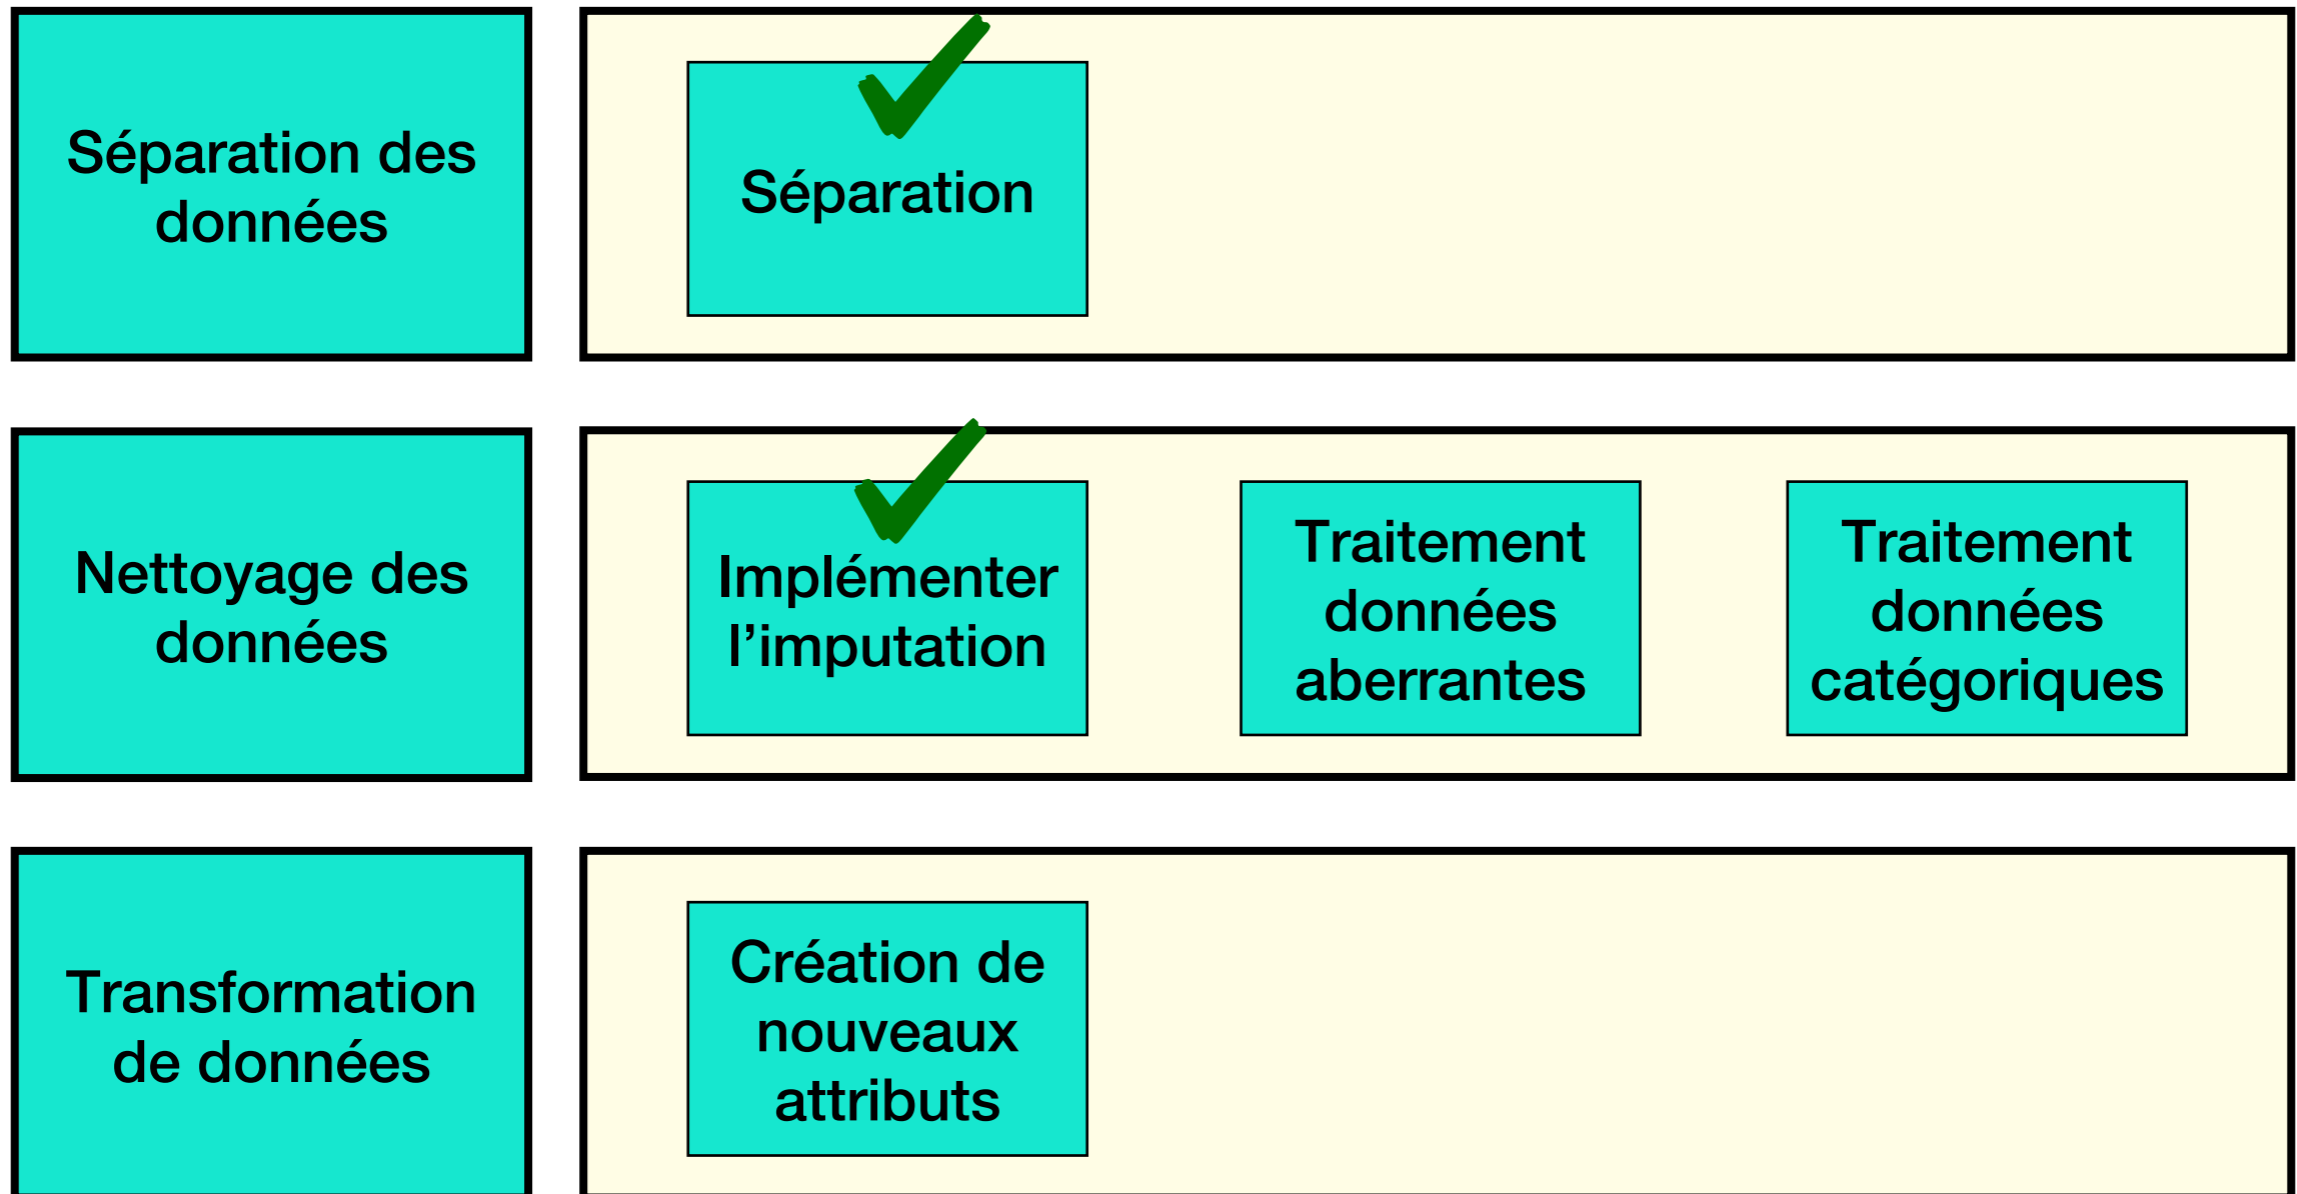 Séparation des
données
Séparation
Nettoyage des
données
Implémenter
l’imputation
Traitement
données
aberrantes
Traitement
données
catégoriques
Transformation
de données
Création de
nouveaux
attributs